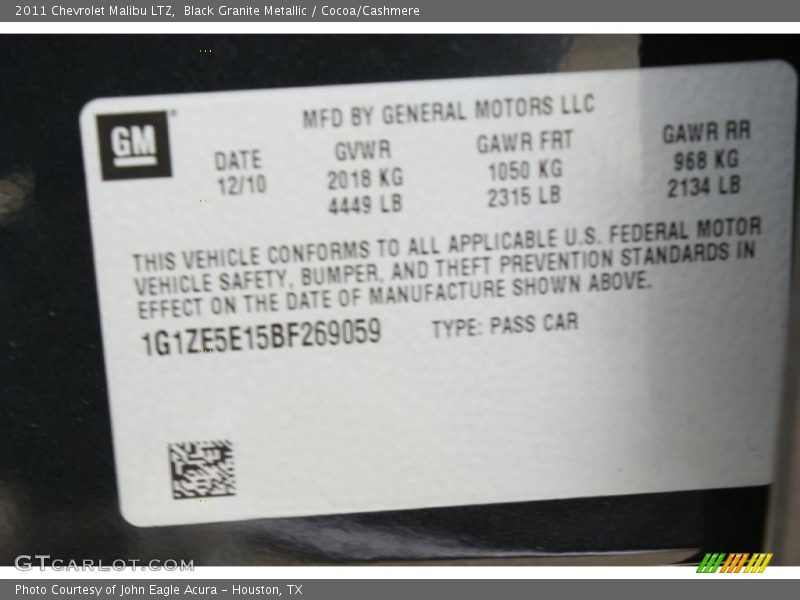 2011 Chevrolet Malibu LTZ, Black Granite Metallic / Cocoa/Cashmere
GM
MFD BY GENERAL MOTORS LLC
DATE GVWR GAWR FRT GAWR RR
12/10 2018 KG 1050 KG 968 KG
4449 LB 2315 LB 2134 LB
THIS VEHICLE CONFORMS TO ALL APPLICABLE U.S. FEDERAL MOTOR
VEHICLE SAFETY, BUMPER, AND THEFT PREVENTION STANDARDS IN
EFFECT ON THE DATE OF MANUFACTURE SHOWN ABOVE.
1G1ZE5E15BF269059 TYPE: PASS CAR
GTCARLOT.COM
Photo Courtesy of John Eagle Acura - Houston, TX